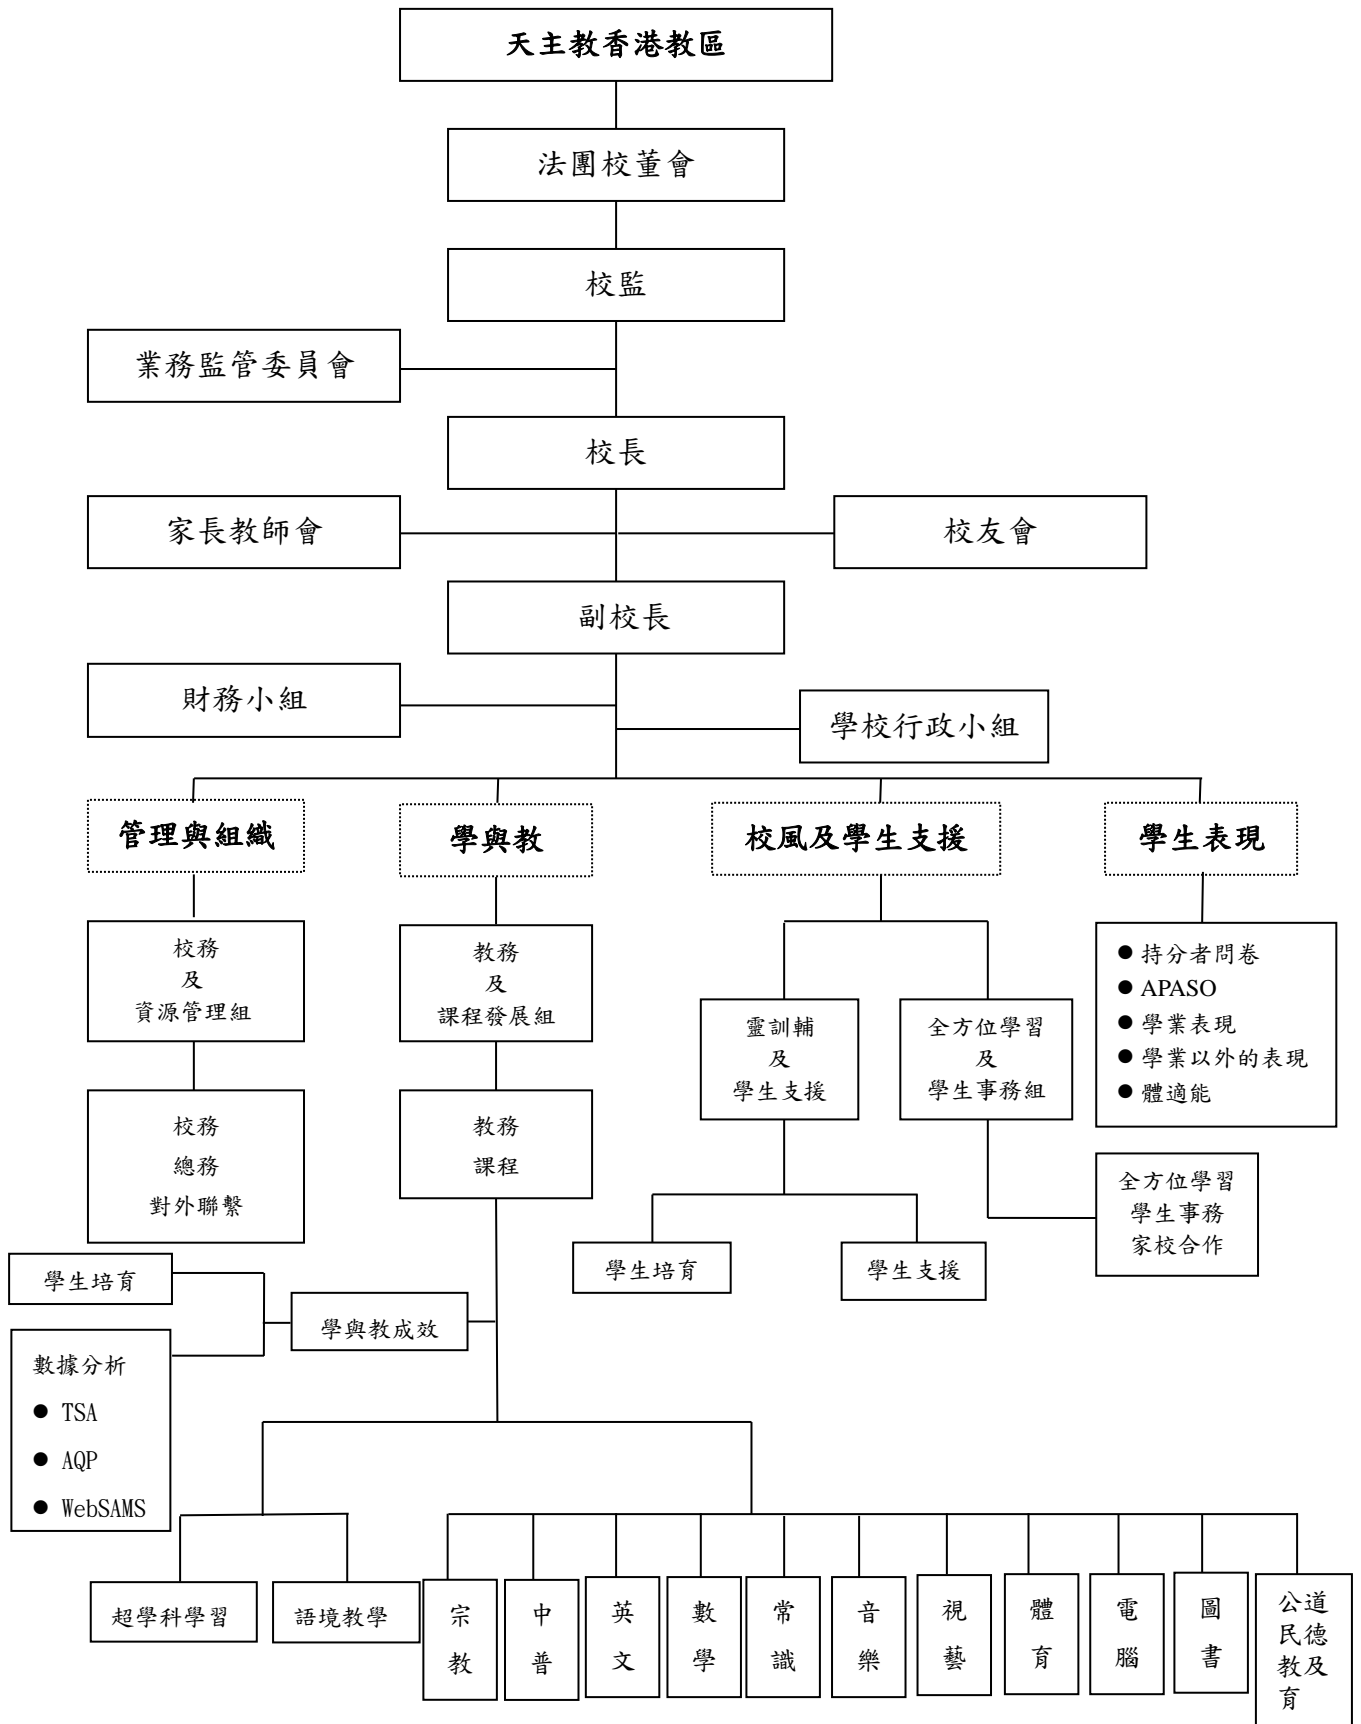 天主教香港教區
法團校董會
校監
業務監管委員會
校長
家長教師會
校友會
副校長
財務小組
學校行政小組
管理與組織
學與教
校風及學生支援
學生表現
校務
及
資源管理組
教務
及
課程發展組
靈訓輔
及
學生支援
全方位學習
及
學生事務組
● 持分者問卷
● APASO
● 學業表現
● 學業以外的表現
● 體適能
校務
總務
對外聯繫
教務
課程
全方位學習
學生事務
家校合作
學生培育
學生支援
學生培育
學與教成效
數據分析
● TSA
● AQP
● WebSAMS
超學科學習
語境教學
宗教
中普
英文
數學
常識
音樂
視藝
體育
電腦
圖書
公道
民德
教及
育